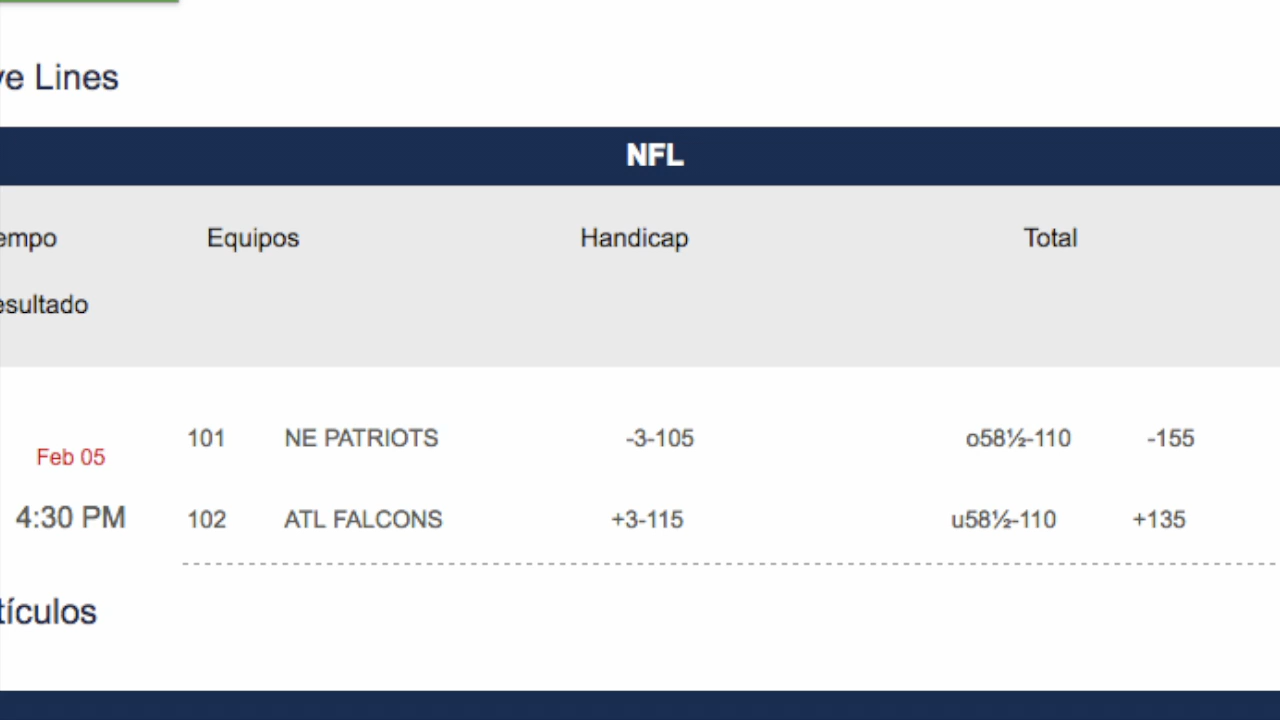 ve Lines
NFL
empo Equipos Handicap Total
esultado
101 NE PATRIOTS -3-105 o58½-110 -155
Feb 05
4:30 PM
102 ATL FALCONS +3-115 u58½-110 +135
tículos